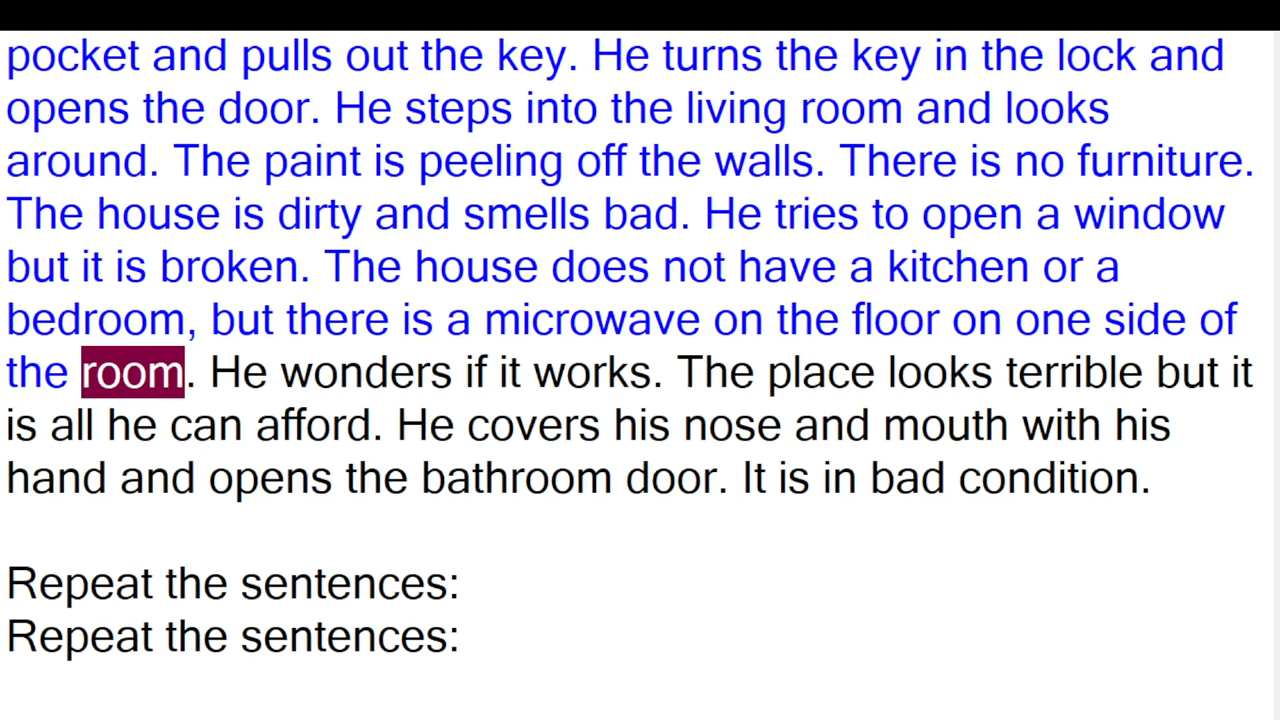 pocket and pulls out the key. He turns the key in the lock and
opens the door. He steps into the living room and looks
around. The paint is peeling off the walls. There is no furniture.
The house is dirty and smells bad. He tries to open a window
but it is broken. The house does not have a kitchen or a
bedroom, but there is a microwave on the floor on one side of
the room. He wonders if it works. The place looks terrible but it
is all he can afford. He covers his nose and mouth with his
hand and opens the bathroom door. It is in bad condition.
Repeat the sentences:
Repeat the sentences: